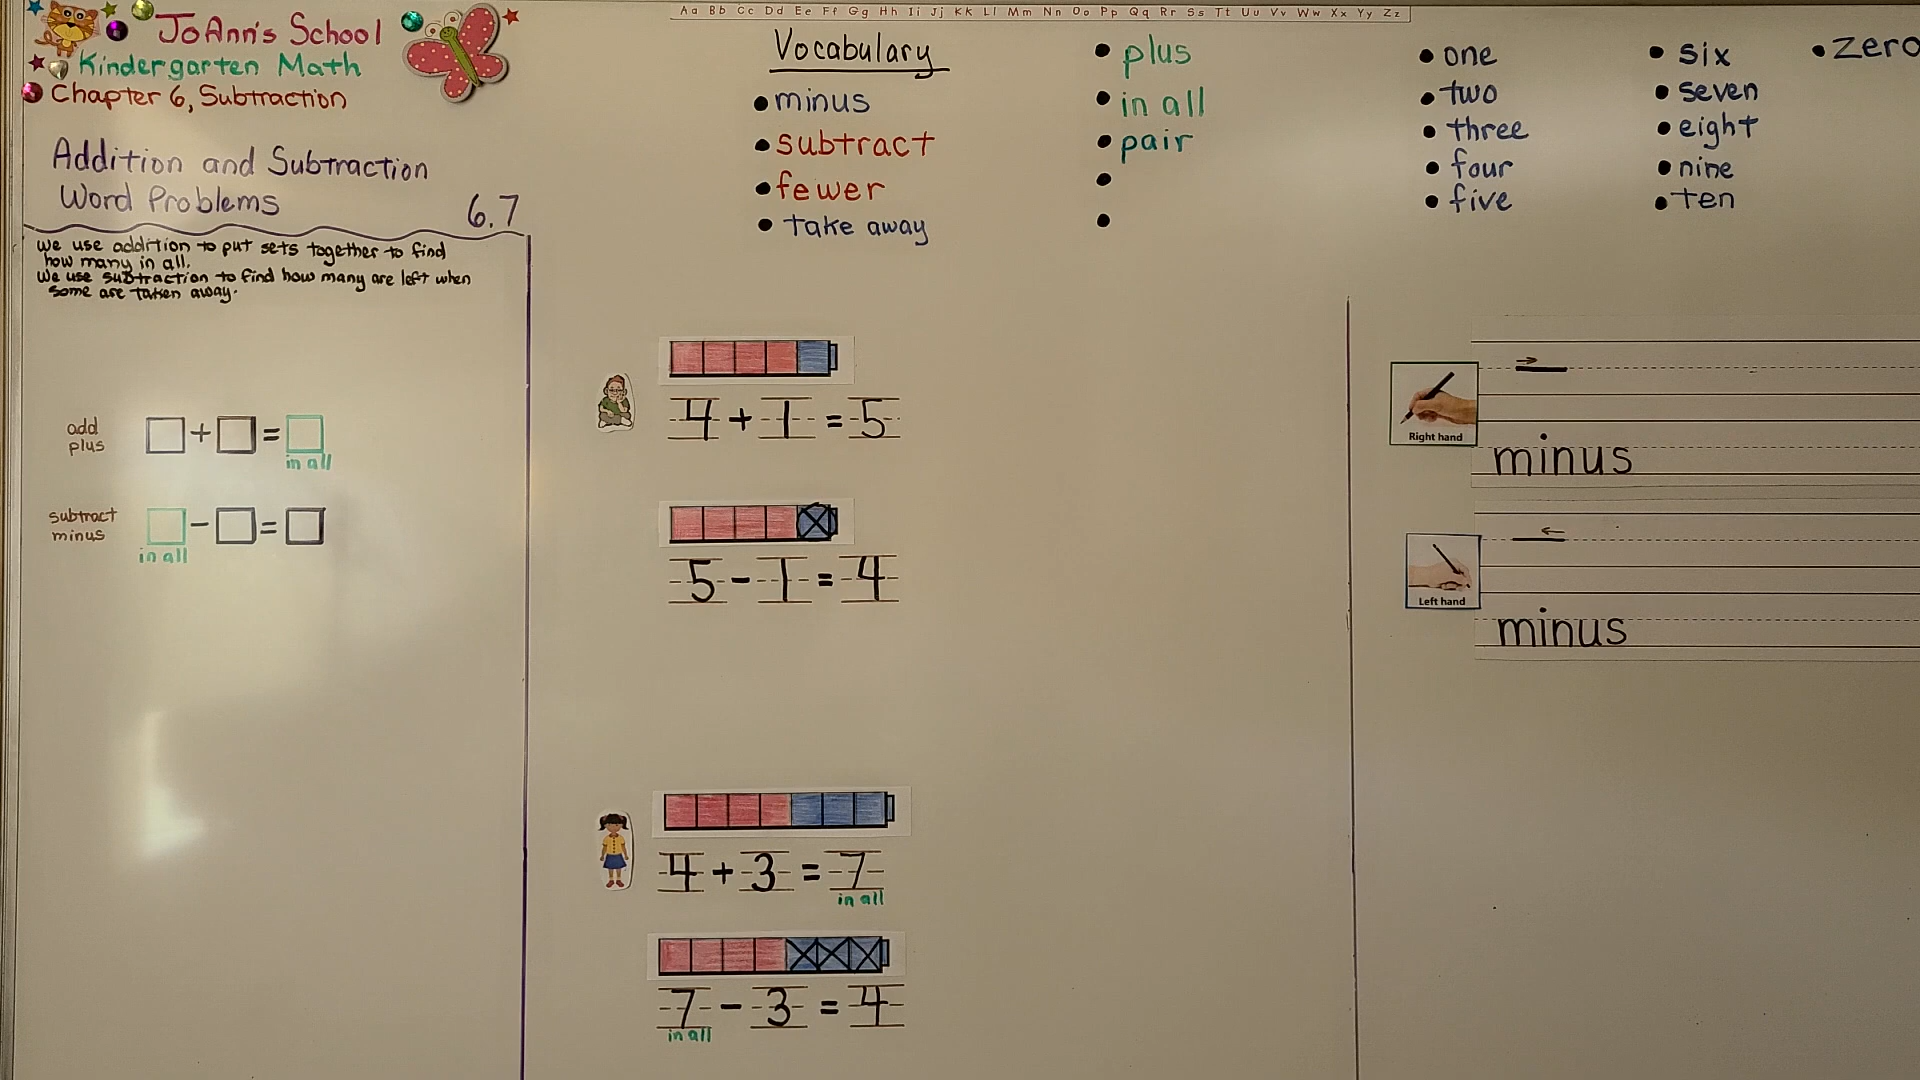 JoAnn's School
Kindergarten Math
Chapter 6, Subtraction
Addition and Subtraction
Word Problems 6.7
we use addition to put sets together to find
how many in all.
We use subtraction to find how many are left when
some are taken away.
add
plus
+ =
in all
subtract
minus
- =
in all
Aa Bb Cc Dd Ee Ff Gg Hh Ii Jj Kk Ll Mm Nn Oo Pp Qq Rr Ss Tt Uu Vv Ww Xx Yy Zz
Vocabulary
• minus
• subtract
• fewer
• take away
• plus
• in all
• pair
•
•
• one
• two
• three
• four
• five
• six
• seven
• eight
• nine
• ten
• zero
4 + 1 = 5
5 - 1 = 4
4 + 3 = 7
in all
7 - 3 = 4
in all
Right hand
minus
Left hand
minus